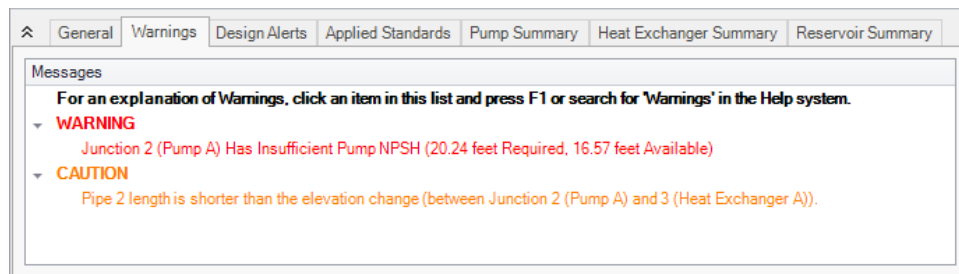 General Warnings Design Alerts Applied Standards Pump Summary Heat Exchanger Summary Reservoir Summary
Messages
For an explanation of Warnings, click an item in this list and press F1 or search for 'Warnings' in the Help system.
WARNING
Junction 2 (Pump A) Has Insufficient Pump NPSH (20.24 feet Required, 16.57 feet Available)
CAUTION
Pipe 2 length is shorter than the elevation change (between Junction 2 (Pump A) and 3 (Heat Exchanger A)).